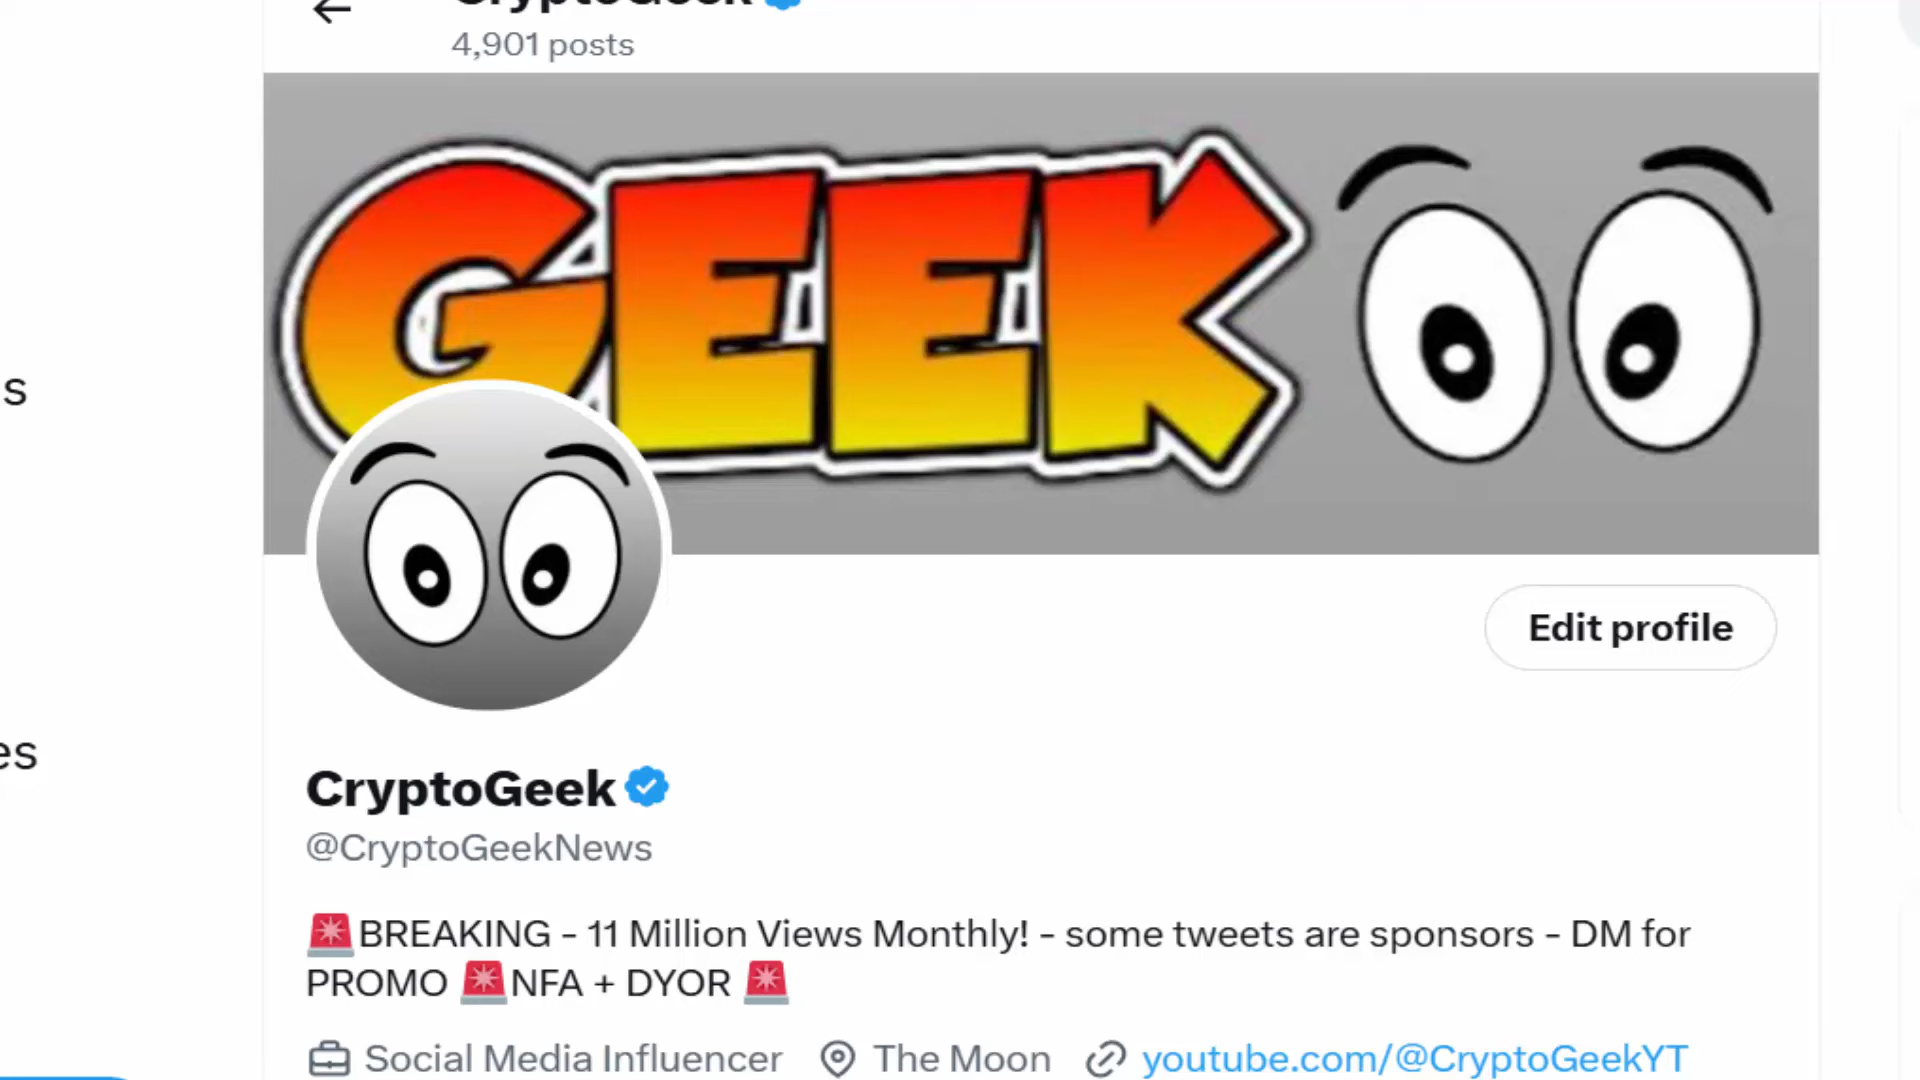 CryptoGeek
4,901 posts
GEEK
Edit profile
CryptoGeek
@CryptoGeekNews
🚨BREAKING - 11 Million Views Monthly! - some tweets are sponsors - DM for
PROMO 🚨NFA + DYOR 🚨
Social Media Influencer The Moon youtube.com/@CryptoGeekYT